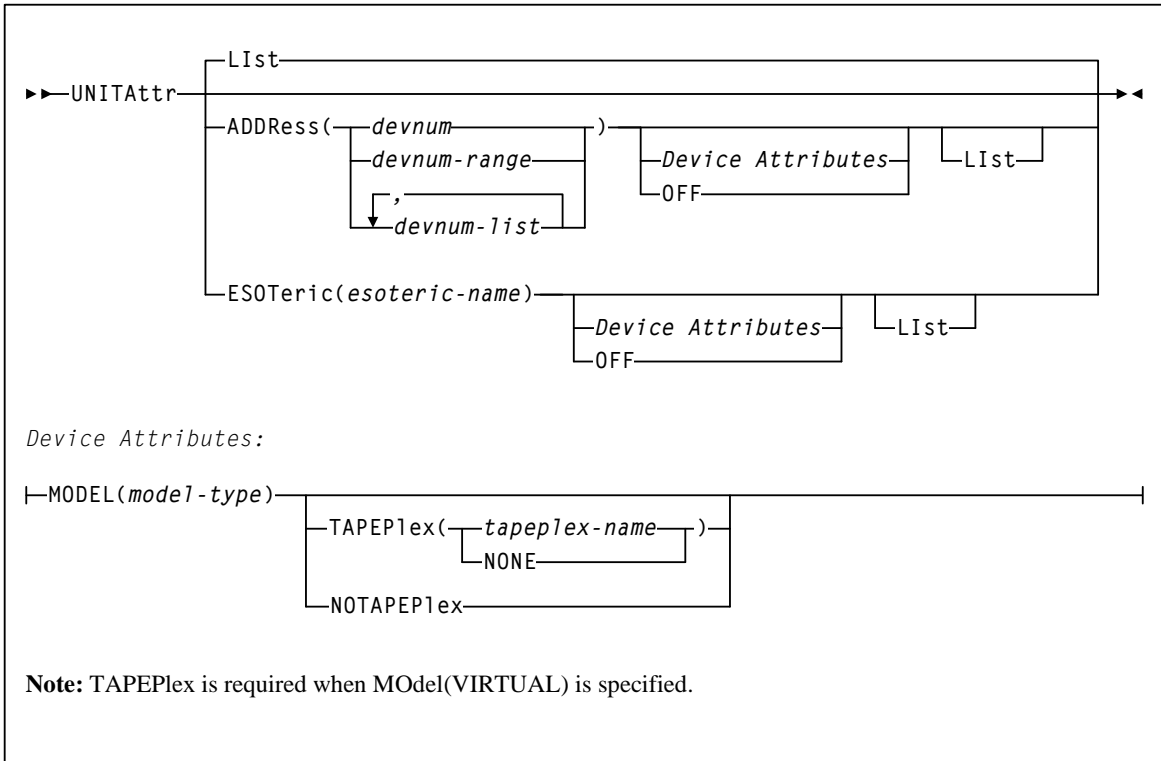 LIst
UNITAttr
ADDRess( devnum )
devnum-range
Device Attributes
LIst
OFF
,
devnum-list
ESOTeric(esoteric-name)
Device Attributes
LIst
OFF
Device Attributes:
MODEL(model-type)
TAPEPlex( tapeplex-name )
NONE
NOTAPEPlex
Note: TAPEPlex is required when MOdel(VIRTUAL) is specified.